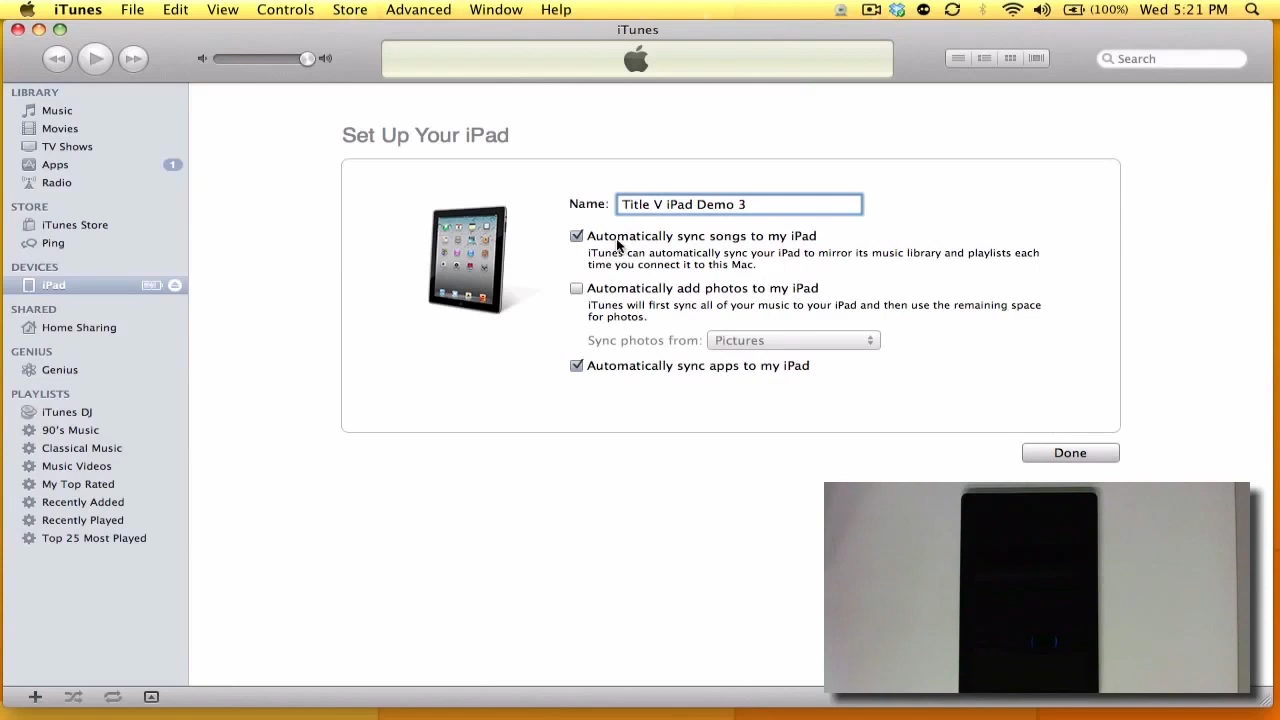 iTunes File Edit View Controls Store Advanced Window Help (100%) Wed 5:21 PM
iTunes
Search
LIBRARY
Music
Movies
TV Shows
Apps 1
Radio
STORE
iTunes Store
Ping
DEVICES
iPad
SHARED
Home Sharing
GENIUS
Genius
PLAYLISTS
iTunes DJ
90's Music
Classical Music
Music Videos
My Top Rated
Recently Added
Recently Played
Top 25 Most Played
Set Up Your iPad
Name: Title V iPad Demo 3
Automatically sync songs to my iPad
iTunes can automatically sync your iPad to mirror its music library and playlists each
time you connect it to this Mac.
Automatically add photos to my iPad
iTunes will first sync all of your music to your iPad and then use the remaining space
for photos.
Sync photos from: Pictures
Automatically sync apps to my iPad
Done